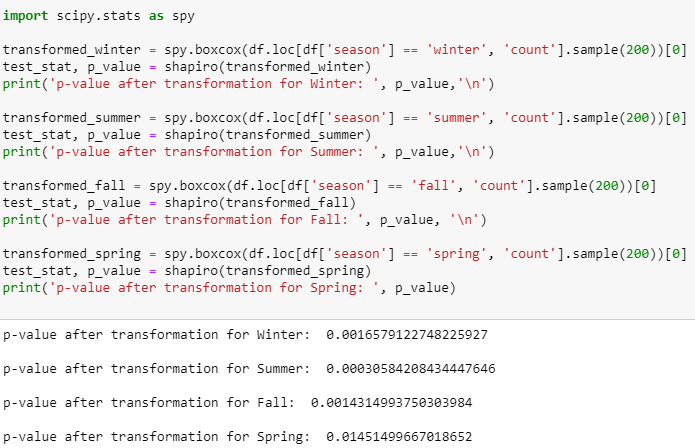 import scipy.stats as spy
transformed_winter = spy.boxcox(df.loc[df['season'] == 'winter', 'count'].sample(200))[0]
test_stat, p_value = shapiro(transformed_winter)
print('p-value after transformation for Winter: ', p_value,'\n')
transformed_summer = spy.boxcox(df.loc[df['season'] == 'summer', 'count'].sample(200))[0]
test_stat, p_value = shapiro(transformed_summer)
print('p-value after transformation for Summer: ', p_value,'\n')
transformed_fall = spy.boxcox(df.loc[df['season'] == 'fall', 'count'].sample(200))[0]
test_stat, p_value = shapiro(transformed_fall)
print('p-value after transformation for Fall: ', p_value, '\n')
transformed_spring = spy.boxcox(df.loc[df['season'] == 'spring', 'count'].sample(200))[0]
test_stat, p_value = shapiro(transformed_spring)
print('p-value after transformation for Spring: ', p_value)
p-value after transformation for Winter:  0.0016579122748225927
p-value after transformation for Summer:  0.00030584208434447646
p-value after transformation for Fall:  0.0014314993750303984
p-value after transformation for Spring:  0.01451499667018652